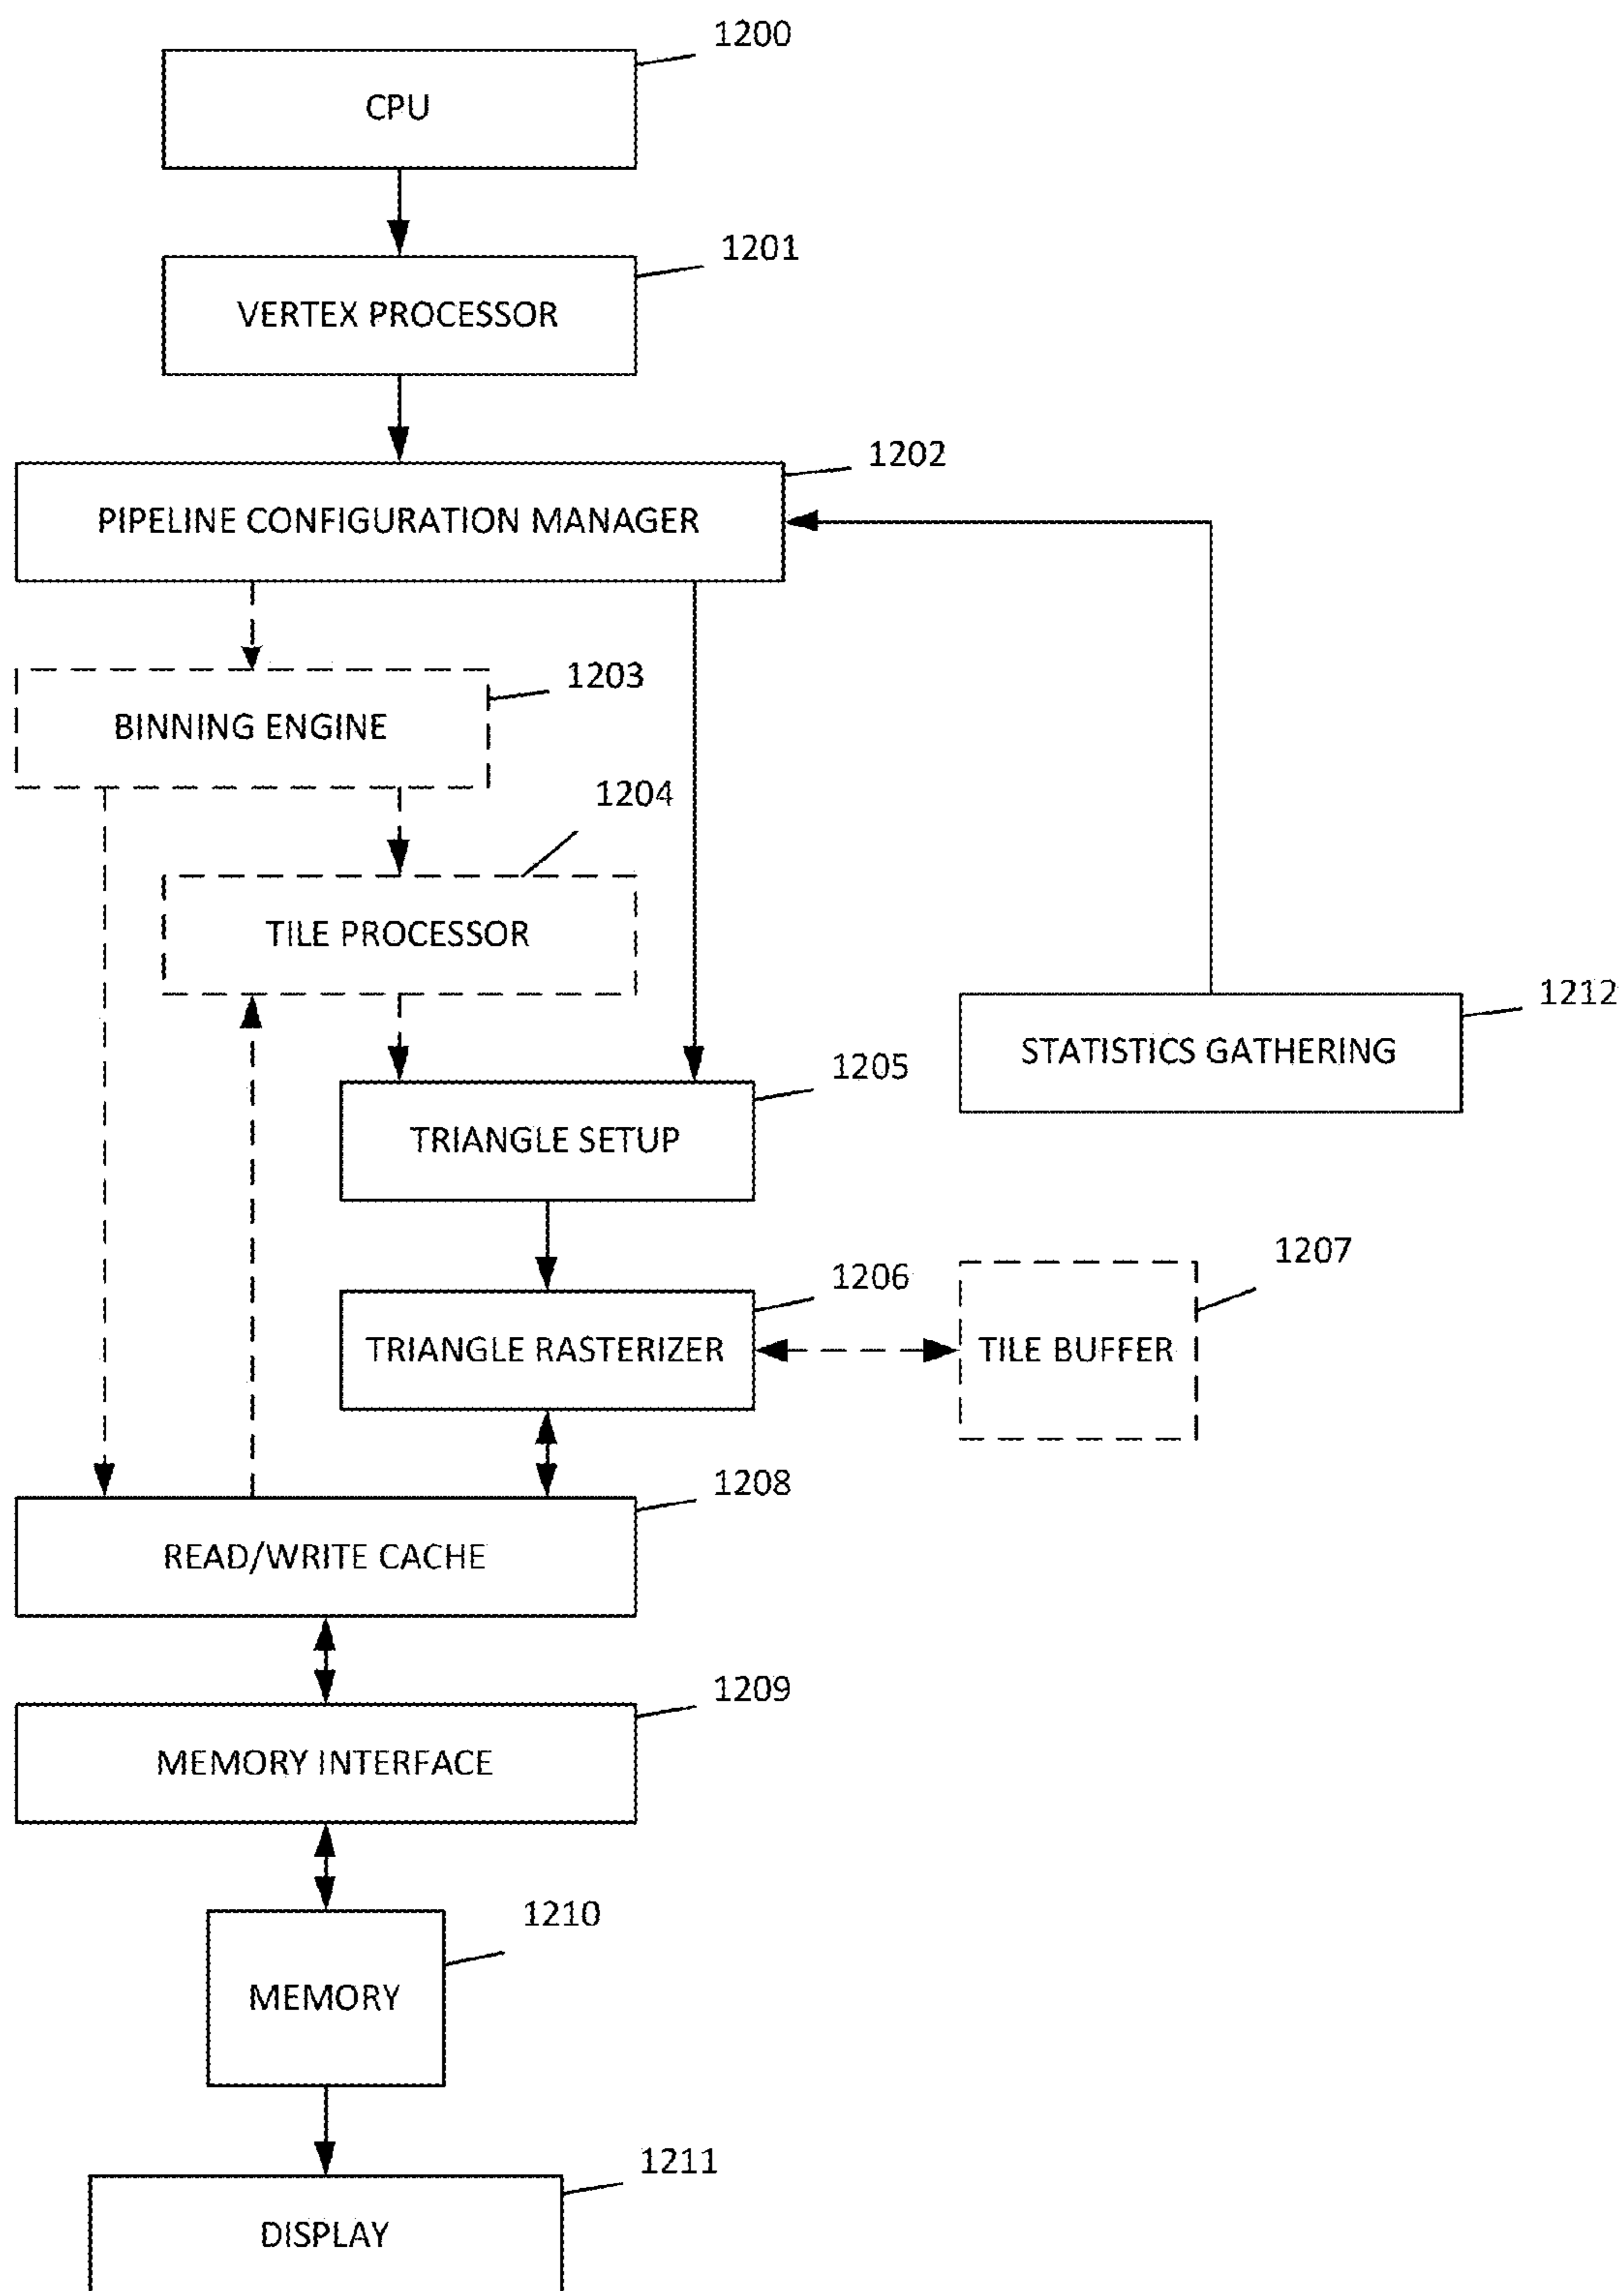 1200
CPU
1201
VERTEX PROCESSOR
1202
PIPELINE CONFIGURATION MANAGER
1203
BINNING ENGINE
1204
TILE PROCESSOR
1212
STATISTICS GATHERING
1205
TRIANGLE SETUP
1207
1206
TRIANGLE RASTERIZER
TILE BUFFER
1208
READ/WRITE CACHE
1209
MEMORY INTERFACE
1210
MEMORY
1211
DISPLAY